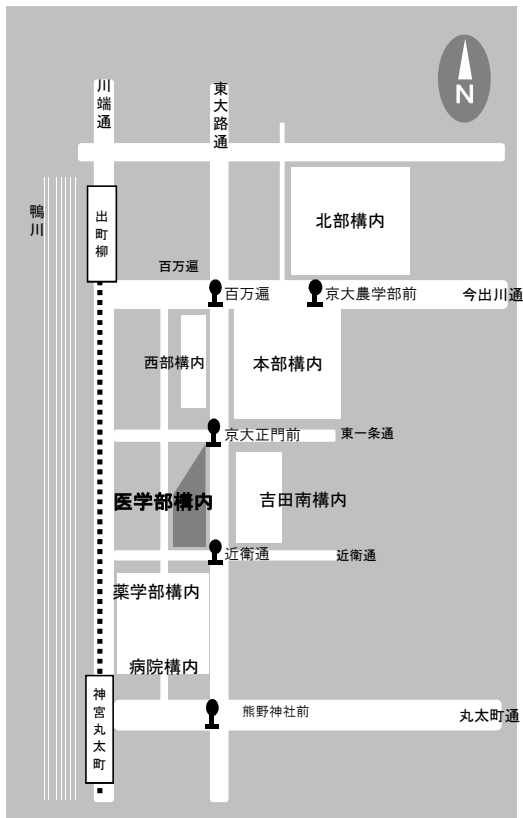 N
川端通
東大路通
鴨川
出町柳
北部構内
百万遍
百万遍
京大農学部前
今出川通
西部構内
本部構内
京大正門前
東一条通
医学部構内
吉田南構内
近衛通
近衛通
薬学部構内
病院構内
神宮丸太町
熊野神社前
丸太町通